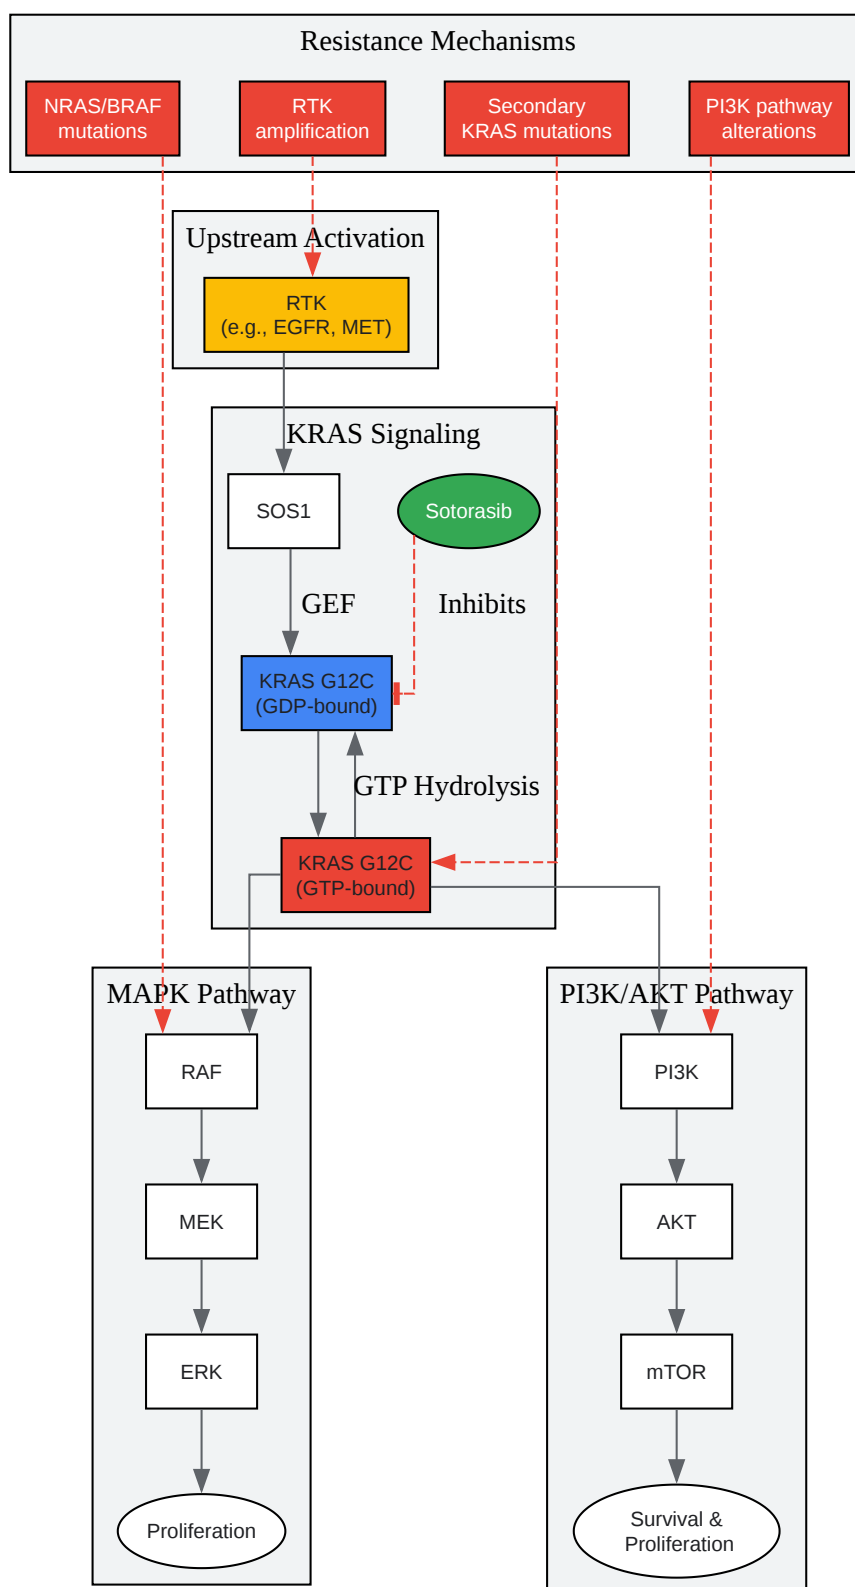 Resistance Mechanisms
NRAS/BRAF
mutations
RTK
amplification
Secondary
KRAS mutations
PI3K pathway
alterations
Upstream Activation
RTK
(e.g., EGFR, MET)
KRAS Signaling
SOS1
Sotorasib
GEF
Inhibits
KRAS G12C
(GDP-bound)
GTP Hydrolysis
KRAS G12C
(GTP-bound)
MAPK Pathway
RAF
MEK
ERK
Proliferation
PI3K/AKT Pathway
PI3K
AKT
mTOR
Survival &
Proliferation